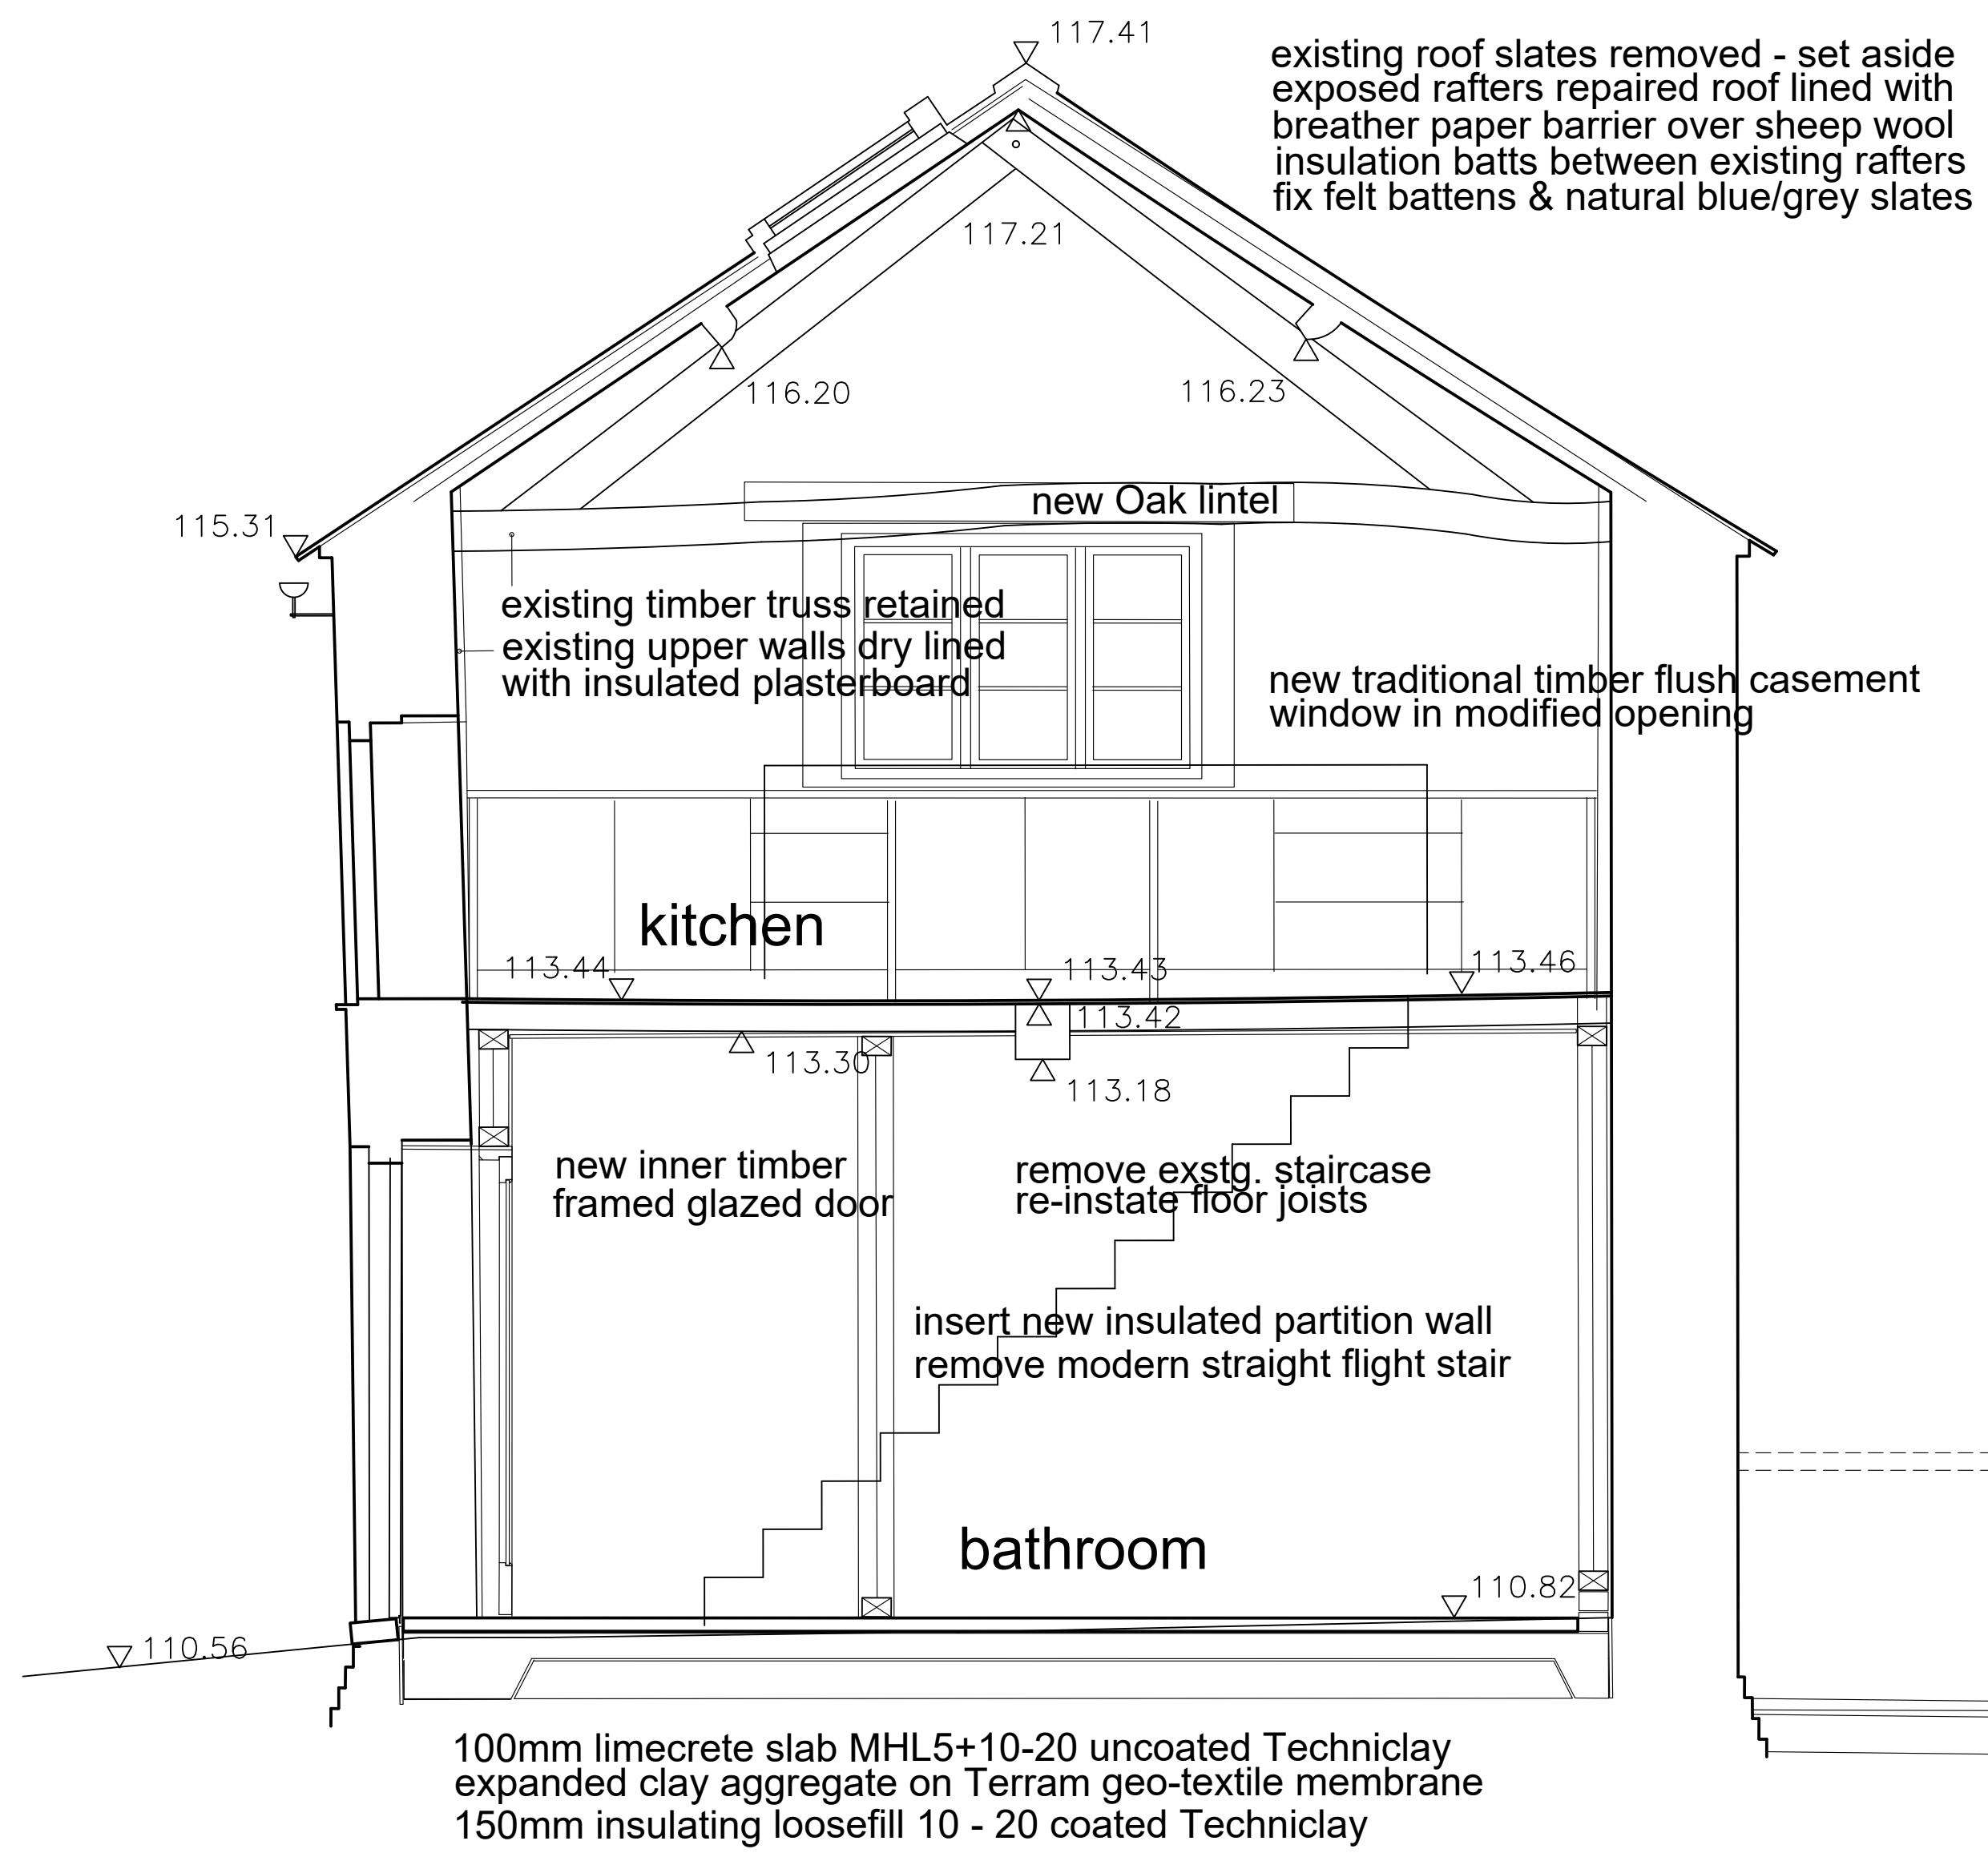 117.41
existing roof slates removed - set aside
exposed rafters repaired roof lined with
breather paper barrier over sheep wool
insulation batts between existing rafters
fix felt battens & natural blue/grey slates
117.21
116.20
116.23
new Oak lintel
115.31
existing timber truss retained
existing upper walls dry lined
with insulated plasterboard
new traditional timber flush casement
window in modified opening
kitchen
113.44
113.43
113.46
113.42
113.30
113.18
new inner timber
framed glazed door
remove exstg. staircase
re-instate floor joists
insert new insulated partition wall
remove modern straight flight stair
bathroom
110.82
110.56
100mm limecrete slab MHL5+10-20 uncoated Techniclay
expanded clay aggregate on Terram geo-textile membrane
150mm insulating loosefill 10 - 20 coated Techniclay